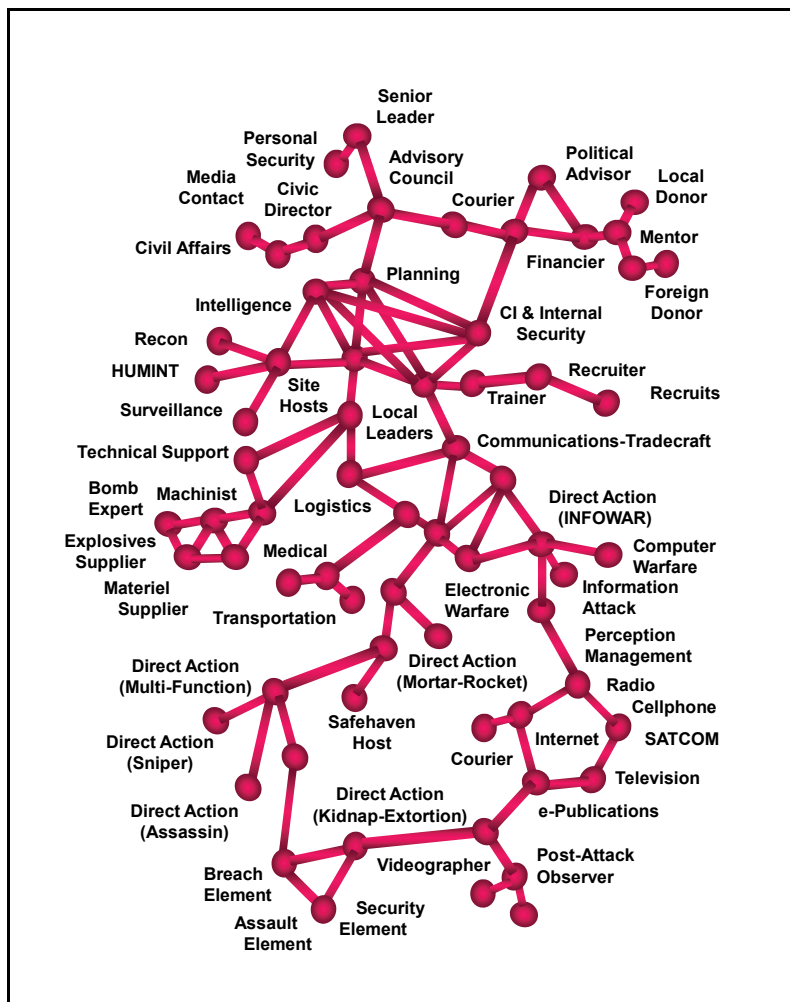 Senior
Leader
Personal
Security
Political
Advisor
Advisory
Council
Local
Donor
Media
Contact
Civic
Director
Courier
Civil Affairs
Mentor
Financier
Planning
Foreign
Donor
Intelligence
CI & Internal
Security
Recon
HUMINT
Site
Hosts
Recruiter
Trainer
Recruits
Surveillance
Local
Leaders
Communications-Tradecraft
Technical Support
Bomb
Expert
Machinist
Logistics
Direct Action
(INFOWAR)
Explosives
Supplier
Medical
Computer
Warfare
Materiel
Supplier
Electronic
Warfare
Information
Attack
Transportation
Perception
Management
Direct Action
(Multi-Function)
Direct Action
(Mortar-Rocket)
Radio
Cellphone
Safehaven
Host
Internet
SATCOM
Direct Action
(Sniper)
Courier
Television
Direct Action
(Assassin)
Direct Action
(Kidnap-Extortion)
e-Publications
Videographer
Post-Attack
Observer
Breach
Element
Security
Element
Assault
Element